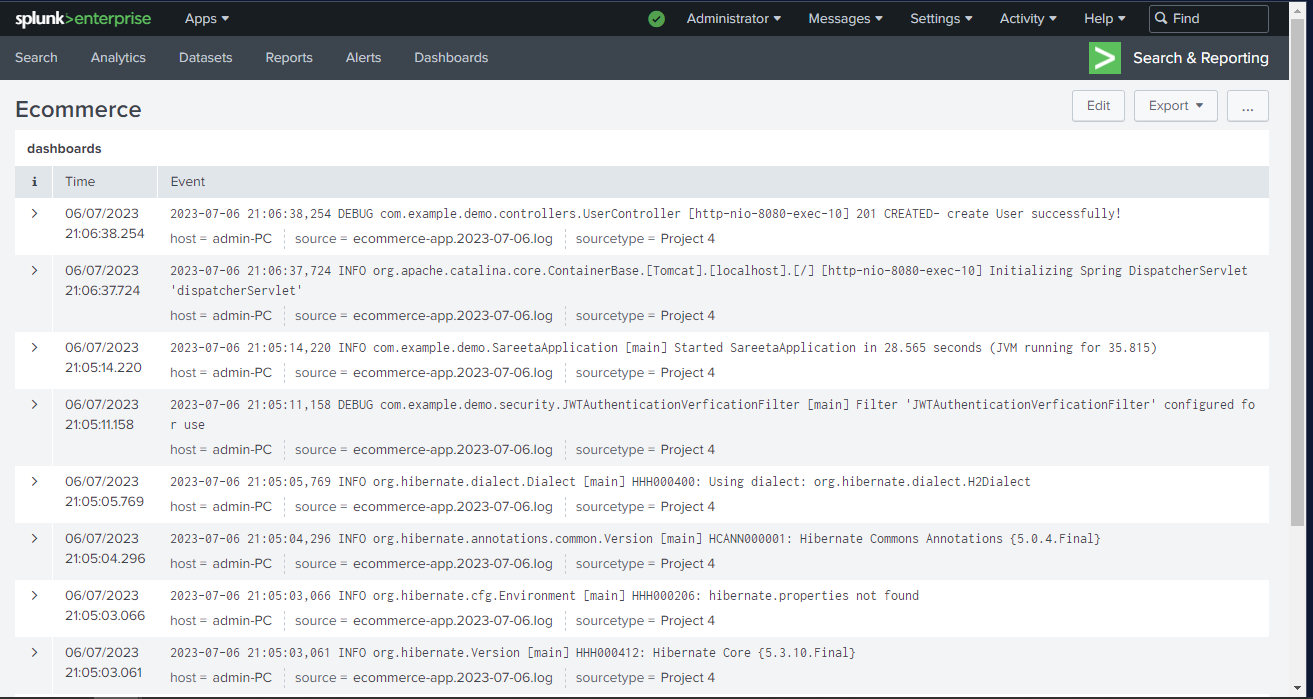 splunk>enterprise Apps Administrator Messages Settings Activity Help Find
Search Analytics Datasets Reports Alerts Dashboards Search & Reporting
Ecommerce Edit Export ...
dashboards
i Time Event
06/07/2023 2023-07-06 21:06:38,254 DEBUG com.example.demo.controllers.UserController [http-nio-8080-exec-10] 201 CREATED- create User successfully!
21:06:38.254 host = admin-PC source = ecommerce-app.2023-07-06.log sourcetype = Project 4
06/07/2023 2023-07-06 21:06:37,724 INFO org.apache.catalina.core.ContainerBase.[Tomcat].[localhost].[/] [http-nio-8080-exec-10] Initializing Spring DispatcherServlet
21:06:37.724 'dispatcherServlet'
host = admin-PC source = ecommerce-app.2023-07-06.log sourcetype = Project 4
06/07/2023 2023-07-06 21:05:14,220 INFO com.example.demo.SareetaApplication [main] Started SareetaApplication in 28.565 seconds (JVM running for 35.815)
21:05:14.220 host = admin-PC source = ecommerce-app.2023-07-06.log sourcetype = Project 4
06/07/2023 2023-07-06 21:05:11,158 DEBUG com.example.demo.security.JWTAuthenticationVerficationFilter [main] Filter 'JWTAuthenticationVerficationFilter' configured fo
21:05:11.158 r use
host = admin-PC source = ecommerce-app.2023-07-06.log sourcetype = Project 4
06/07/2023 2023-07-06 21:05:05,769 INFO org.hibernate.dialect.Dialect [main] HHH000400: Using dialect: org.hibernate.dialect.H2Dialect
21:05:05.769 host = admin-PC source = ecommerce-app.2023-07-06.log sourcetype = Project 4
06/07/2023 2023-07-06 21:05:04,296 INFO org.hibernate.annotations.common.Version [main] HCANN000001: Hibernate Commons Annotations {5.0.4.Final}
21:05:04.296 host = admin-PC source = ecommerce-app.2023-07-06.log sourcetype = Project 4
06/07/2023 2023-07-06 21:05:03,066 INFO org.hibernate.cfg.Environment [main] HHH000206: hibernate.properties not found
21:05:03.066 host = admin-PC source = ecommerce-app.2023-07-06.log sourcetype = Project 4
06/07/2023 2023-07-06 21:05:03,061 INFO org.hibernate.Version [main] HHH000412: Hibernate Core {5.3.10.Final}
21:05:03.061 host = admin-PC source = ecommerce-app.2023-07-06.log sourcetype = Project 4